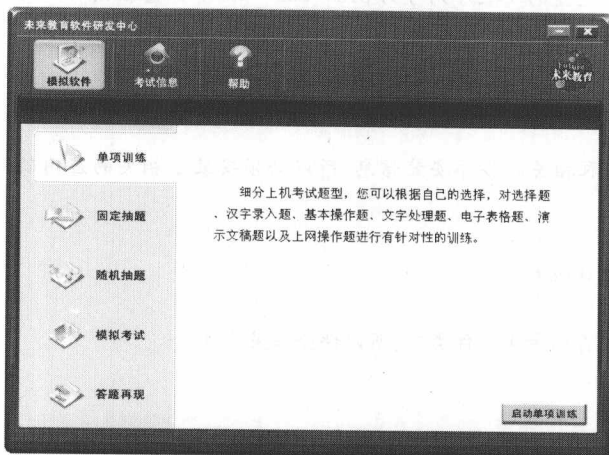 未来教育软件研发中心
模拟软件
考试信息
帮助
Future
未来教育
单项训练
固定抽题
随机抽题
模拟考试
答题再现
细分上机考试题型，您可以根据自己的选择，对选择题
、汉字录入题、基本操作题、文字处理题、电子表格题、演
示文稿题以及上网操作题进行有针对性的训练。
启动单项训练